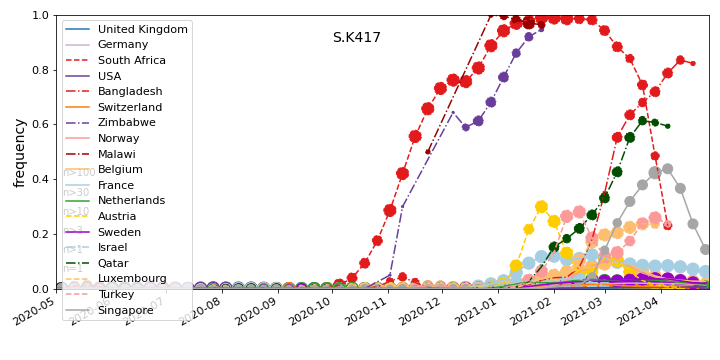 S.K417
frequency
1.0
0.8
0.6
0.4
0.2
0.0
United Kingdom
Germany
South Africa
USA
Bangladesh
Switzerland
Zimbabwe
Norway
Malawi
Belgium
France
Netherlands
Austria
Sweden
Israel
Qatar
Luxembourg
Turkey
Singapore
n>100
n>30
n>10
n>3
n>1
n=1
2020-05
2020-06
2020-07
2020-08
2020-09
2020-10
2020-11
2020-12
2021-01
2021-02
2021-03
2021-04